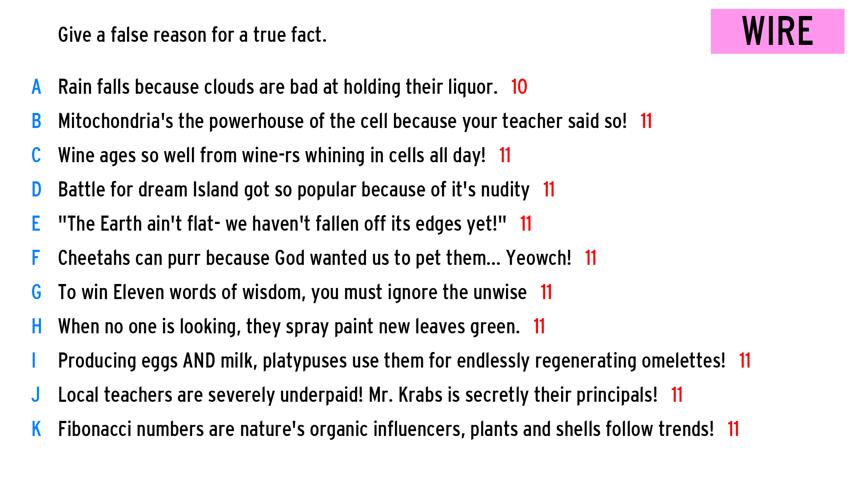 Give a false reason for a true fact.
WIRE
A Rain falls because clouds are bad at holding their liquor. 10
B Mitochondria's the powerhouse of the cell because your teacher said so! 11
C Wine ages so well from wine-rs whining in cells all day! 11
D Battle for dream Island got so popular because of it's nudity 11
E "The Earth ain't flat- we haven't fallen off its edges yet!" 11
F Cheetahs can purr because God wanted us to pet them... Yeowch! 11
G To win Eleven words of wisdom, you must ignore the unwise 11
H When no one is looking, they spray paint new leaves green. 11
I Producing eggs AND milk, platypuses use them for endlessly regenerating omelettes! 11
J Local teachers are severely underpaid! Mr. Krabs is secretly their principals! 11
K Fibonacci numbers are nature's organic influencers, plants and shells follow trends! 11